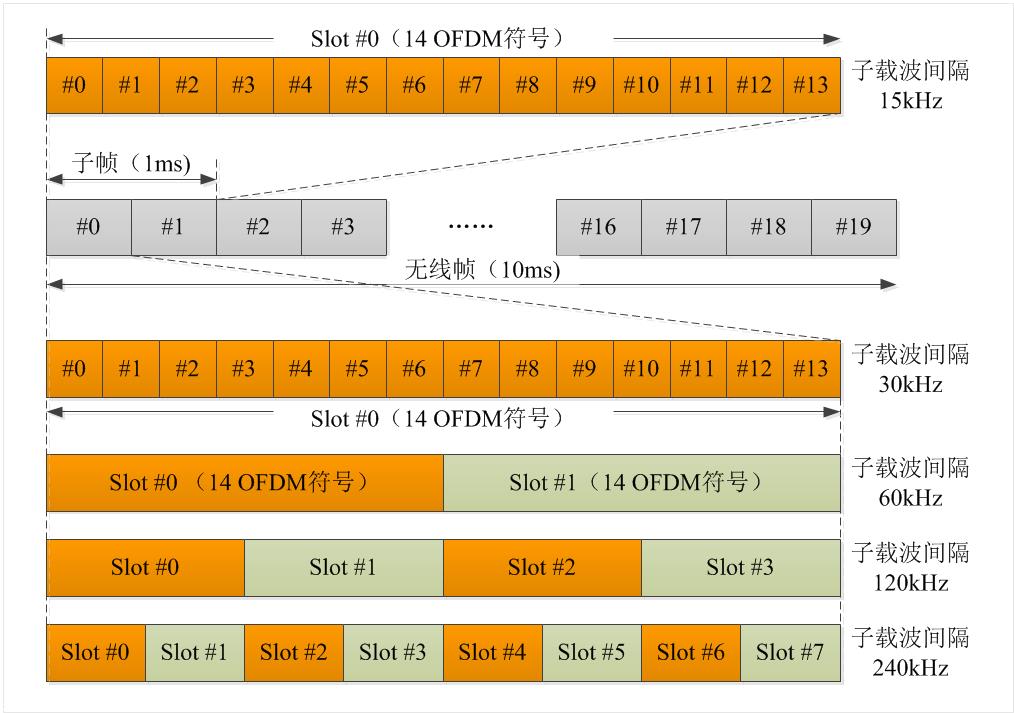 Slot #0（14 OFDM符号）
#0 #1 #2 #3 #4 #5 #6 #7 #8 #9 #10 #11 #12 #13
子载波间隔
15kHz
子帧（1ms)
#0 #1 #2 #3 …… #16 #17 #18 #19
无线帧（10ms)
#0 #1 #2 #3 #4 #5 #6 #7 #8 #9 #10 #11 #12 #13
子载波间隔
30kHz
Slot #0（14 OFDM符号）
Slot #0 （14 OFDM符号） Slot #1（14 OFDM符号）
子载波间隔
60kHz
Slot #0 Slot #1 Slot #2 Slot #3
子载波间隔
120kHz
Slot #0 Slot #1 Slot #2 Slot #3 Slot #4 Slot #5 Slot #6 Slot #7
子载波间隔
240kHz